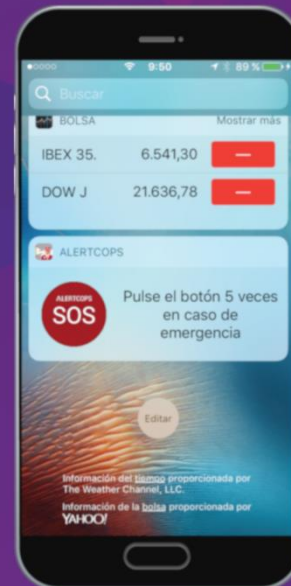 9:50
89 %
Buscar
BOLSA Mostrar más
IBEX 35. 6.541,30 —
DOW J 21.636,78 —
ALERTCOPS
ALERTCOPS
SOS
Pulse el botón 5 veces
en caso de
emergencia
Editar
Información del tiempo proporcionada por
The Weather Channel, LLC.
Información de la bolsa proporcionada por
YAHOO!